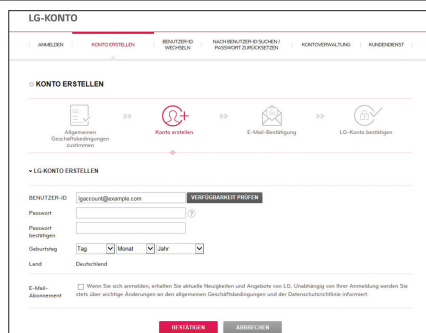 LG-KONTO
ANMELDEN KONTO ERSTELLEN BENUTZER-ID WECHSELN NACH BENUTZER-ID SUCHEN / PASSWORT ZURÜCKSETZEN KONTOVERWALTUNG KUNDENDIENST
KONTO ERSTELLEN
LG
Allgemeinen Geschäftsbedingungen zustimmen
>>
Konto erstellen
>>
E-Mail-Bestätigung
>>
LG-Konto bestätigen
LG-KONTO ERSTELLEN
BENUTZER-ID lgaccount@example.com VERFÜGBARKEIT PRÜFEN
Passwort ?
Passwort
bestätigen
Geburtstag Tag Monat Jahr
Land Deutschland
E-Mail-
Abonnement
Wenn Sie sich anmelden, erhalten Sie aktuelle Neuigkeiten und Angebote von LG. Unabhängig von Ihrer Anmeldung werden Sie
stets über wichtige Änderungen an den allgemeinen Geschäftsbedingungen und der Datenschutzrichtlinie informiert.
BESTÄTIGEN ABBRECHEN